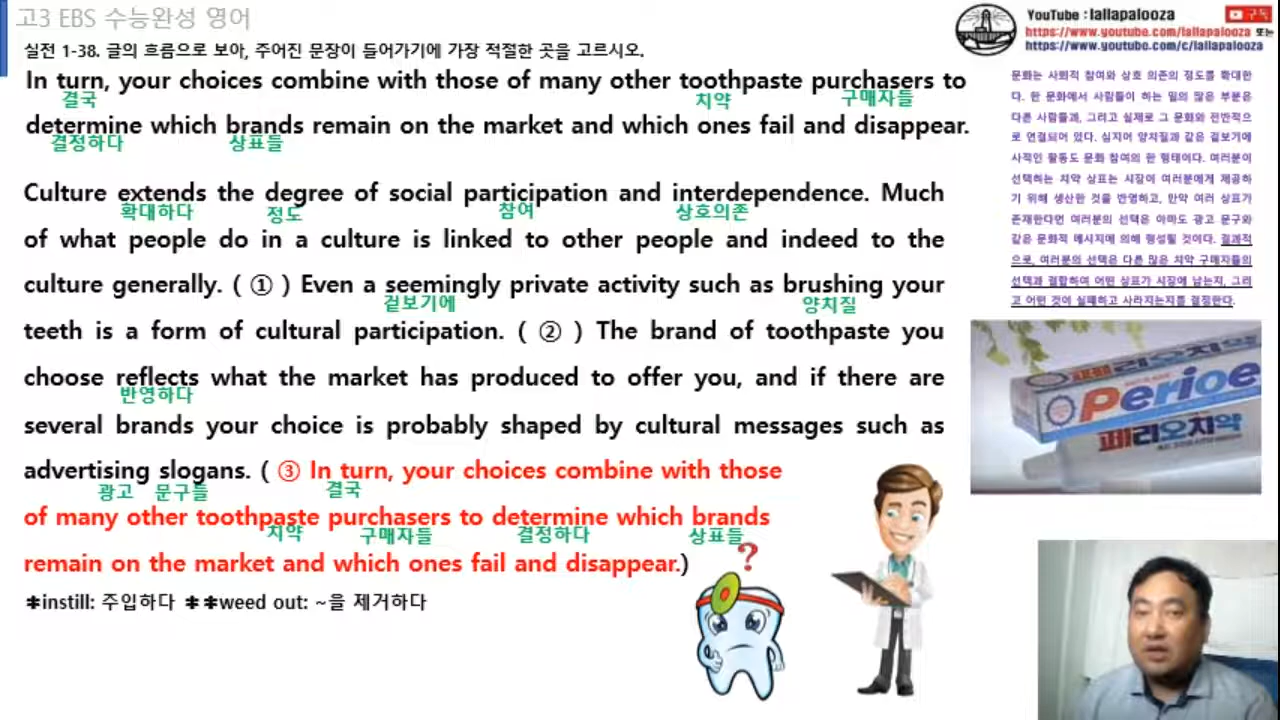 고3 EBS 수능완성 영어
YouTube : lallapalooza 구독
https://www.youtube.com/lallapalooza 또는
https://www.youtube.com/c/lallapalooza
실전 1-38. 글의 흐름으로 보아, 주어진 문장이 들어가기에 가장 적절한 곳을 고르시오.
In turn, your choices combine with those of many other toothpaste purchasers to
결국 치약 구매자들
determine which brands remain on the market and which ones fail and disappear.
결정하다 상표들
Culture extends the degree of social participation and interdependence. Much
확대하다 정도 참여 상호의존
of what people do in a culture is linked to other people and indeed to the
culture generally. ( ① ) Even a seemingly private activity such as brushing your
겉보기에 양치질
teeth is a form of cultural participation. ( ② ) The brand of toothpaste you
choose reflects what the market has produced to offer you, and if there are
반영하다
several brands your choice is probably shaped by cultural messages such as
advertising slogans. ( ③ In turn, your choices combine with those
광고 문구들 결국
of many other toothpaste purchasers to determine which brands
치약 구매자들 결정하다 상표들
remain on the market and which ones fail and disappear.)
?
*instill: 주입하다 **weed out: ~을 제거하다
문화는 사회적 참여와 상호 의존의 정도를 확대한
다. 한 문화에서 사람들이 하는 일의 많은 부분은
다른 사람들과, 그리고 실제로 그 문화와 전반적으
로 연결되어 있다. 심지어 양치질과 같은 겉보기에
사적인 활동도 문화 참여의 한 형태이다. 여러분이
선택하는 치약 상표는 시장이 여러분에게 제공하
기 위해 생산한 것을 반영하고, 만약 여러 상표가
존재한다면 여러분의 선택은 아마도 광고 문구와
같은 문화적 메시지에 의해 형성될 것이다. 결과적
으로, 여러분의 선택은 다른 많은 치약 구매자들의
선택과 결합하여 어떤 상표가 시장에 남는지, 그리
고 어떤 것이 실패하고 사라지는지를 결정한다.
페리오치약
Perioe
페리오치약